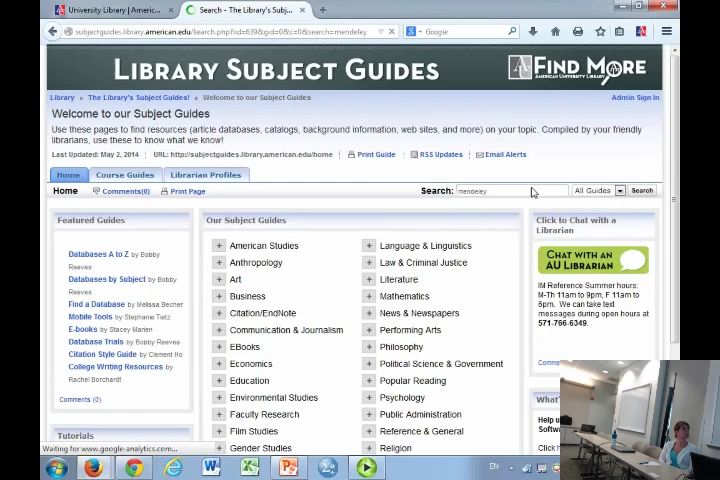 University Library | Americ...
Search - The Library's Subj...
subjectguides.library.american.edu/search.php?iid=639&gid=0&c=0&search=mendeley
Google
LIBRARY SUBJECT GUIDES
FIND MORE
AMERICAN UNIVERSITY LIBRARY
Library » The Library's Subject Guides! » Welcome to our Subject Guides
Admin Sign In
Welcome to our Subject Guides
Use these pages to find resources (article databases, catalogs, background information, web sites, and more) on your topic. Compiled by your friendly
librarians, use these to know what we know!
Last Updated: May 2, 2014 | URL: http://subjectguides.library.american.edu/home | Print Guide | RSS Updates | Email Alerts
Home Course Guides Librarian Profiles
Home Comments(0) Print Page Search: mendeley All Guides Search
Featured Guides
Databases A to Z by Bobby
Reeves
Databases by Subject by Bobby
Reeves
Find a Database by Melissa Becher
Mobile Tools by Stephanie Tietz
E-books by Stacey Marien
Database Trials by Bobby Reeves
Citation Style Guide by Clement Ho
College Writing Resources by
Rachel Borchardt
Comments (0)
Tutorials
Our Subject Guides
American Studies
Anthropology
Art
Business
Citation/EndNote
Communication & Journalism
EBooks
Economics
Education
Environmental Studies
Faculty Research
Film Studies
Gender Studies
Language & Linguistics
Law & Criminal Justice
Literature
Mathematics
News & Newspapers
Performing Arts
Philosophy
Political Science & Government
Popular Reading
Psychology
Public Administration
Reference & General
Religion
Click to Chat with a
Librarian
CHAT WITH AN
AU LIBRARIAN
IM Reference Summer hours:
M-Th 11am to 9pm, F 11am to
6pm. We can take text
messages during open hours at
571-766-6349.
Comme
What'
Help us
Softwa
Click h
Waiting for www.google-analytics.com...
EN